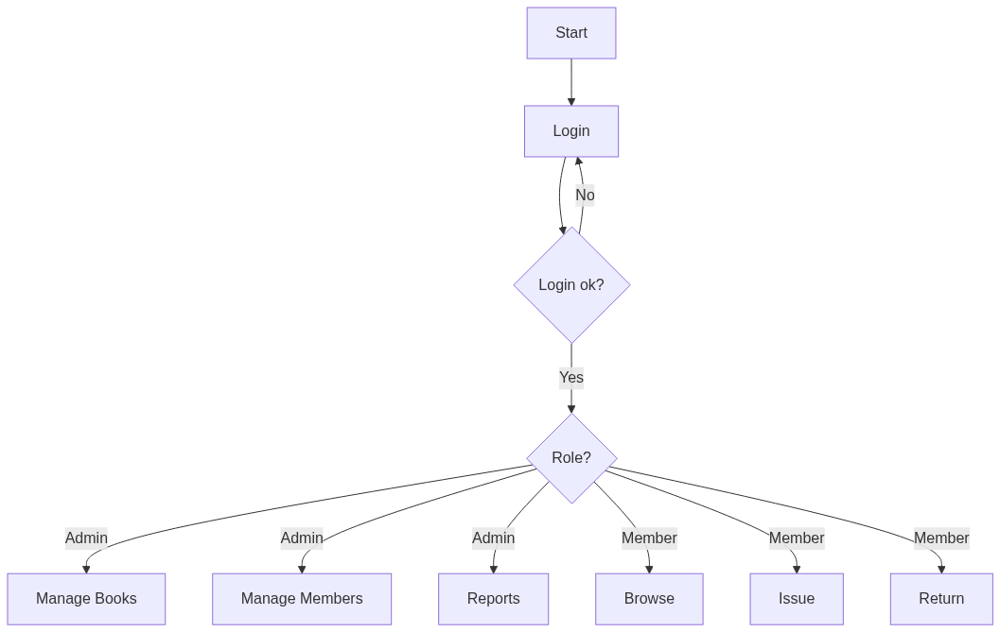 Start
Login
No
Login ok?
Yes
Role?
Admin
Admin
Admin
Member
Member
Member
Manage Books
Manage Members
Reports
Browse
Issue
Return